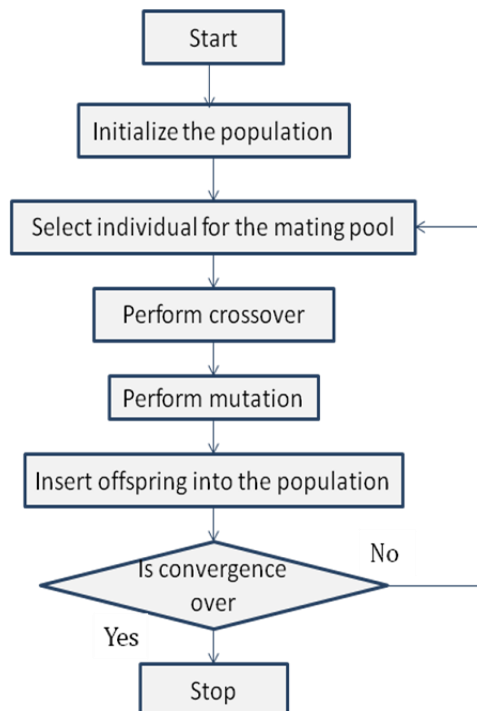 Start
Initialize the population
Select individual for the mating pool
Perform crossover
Perform mutation
Insert offspring into the population
Is convergence
over
No
Yes
Stop